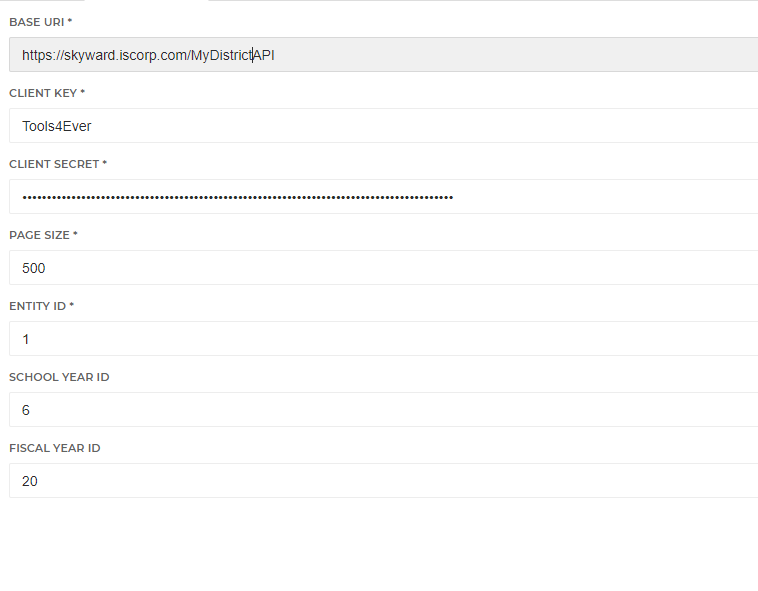 BASE URI *
https://skyward.iscorp.com/MyDistrictAPI
CLIENT KEY *
Tools4Ever
CLIENT SECRET *
••••••••••••••••••••••••••••••••••••••••••••••••••••••••••••••••••••••••••••••••••••••••
PAGE SIZE *
500
ENTITY ID *
1
SCHOOL YEAR ID
6
FISCAL YEAR ID
20